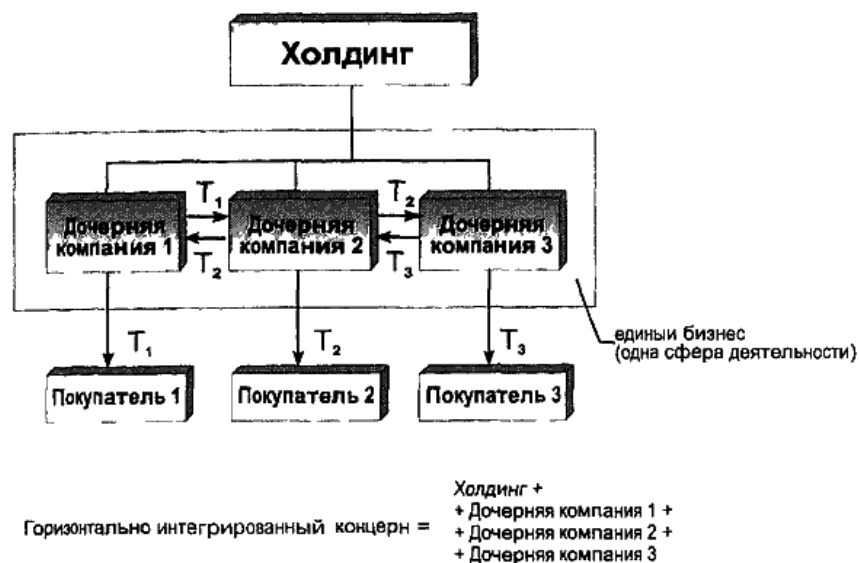 Холдинг
T₁
T₂
Дочерняя
компания 1
Дочерняя
компания 2
Дочерняя
компания 3
T₂
T₃
T₁
T₂
T₃
единый бизнес
(одна сфера деятельности)
Покупатель 1
Покупатель 2
Покупатель 3
Холдинг +
+ Дочерняя компания 1 +
Горизонтально интегрированный концерн =
+ Дочерняя компания 2 +
+ Дочерняя компания 3